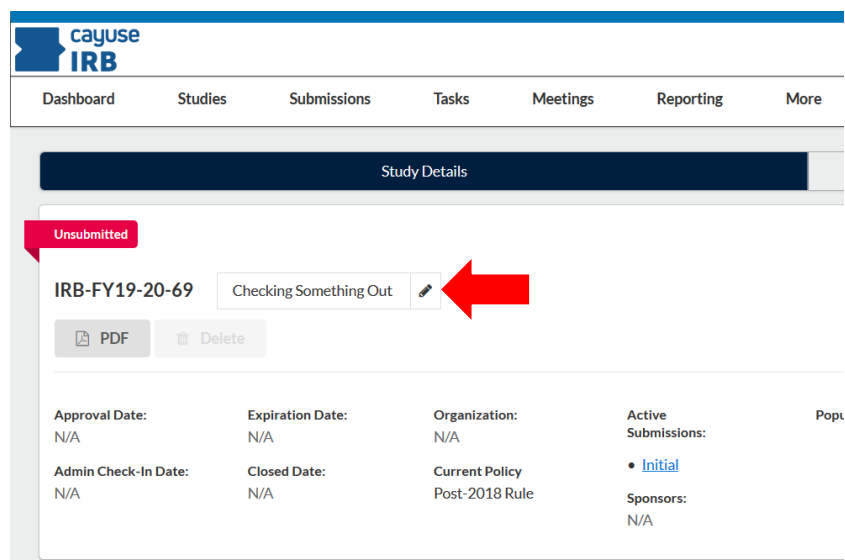 cayuse
IRB
Dashboard Studies Submissions Tasks Meetings Reporting More
Study Details
Unsubmitted
IRB-FY19-20-69 Checking Something Out
PDF Delete
Approval Date: Expiration Date: Organization: Active Submissions: Popu
N/A N/A N/A
Admin Check-In Date: Closed Date: Current Policy • Initial
N/A N/A Post-2018 Rule Sponsors:
N/A